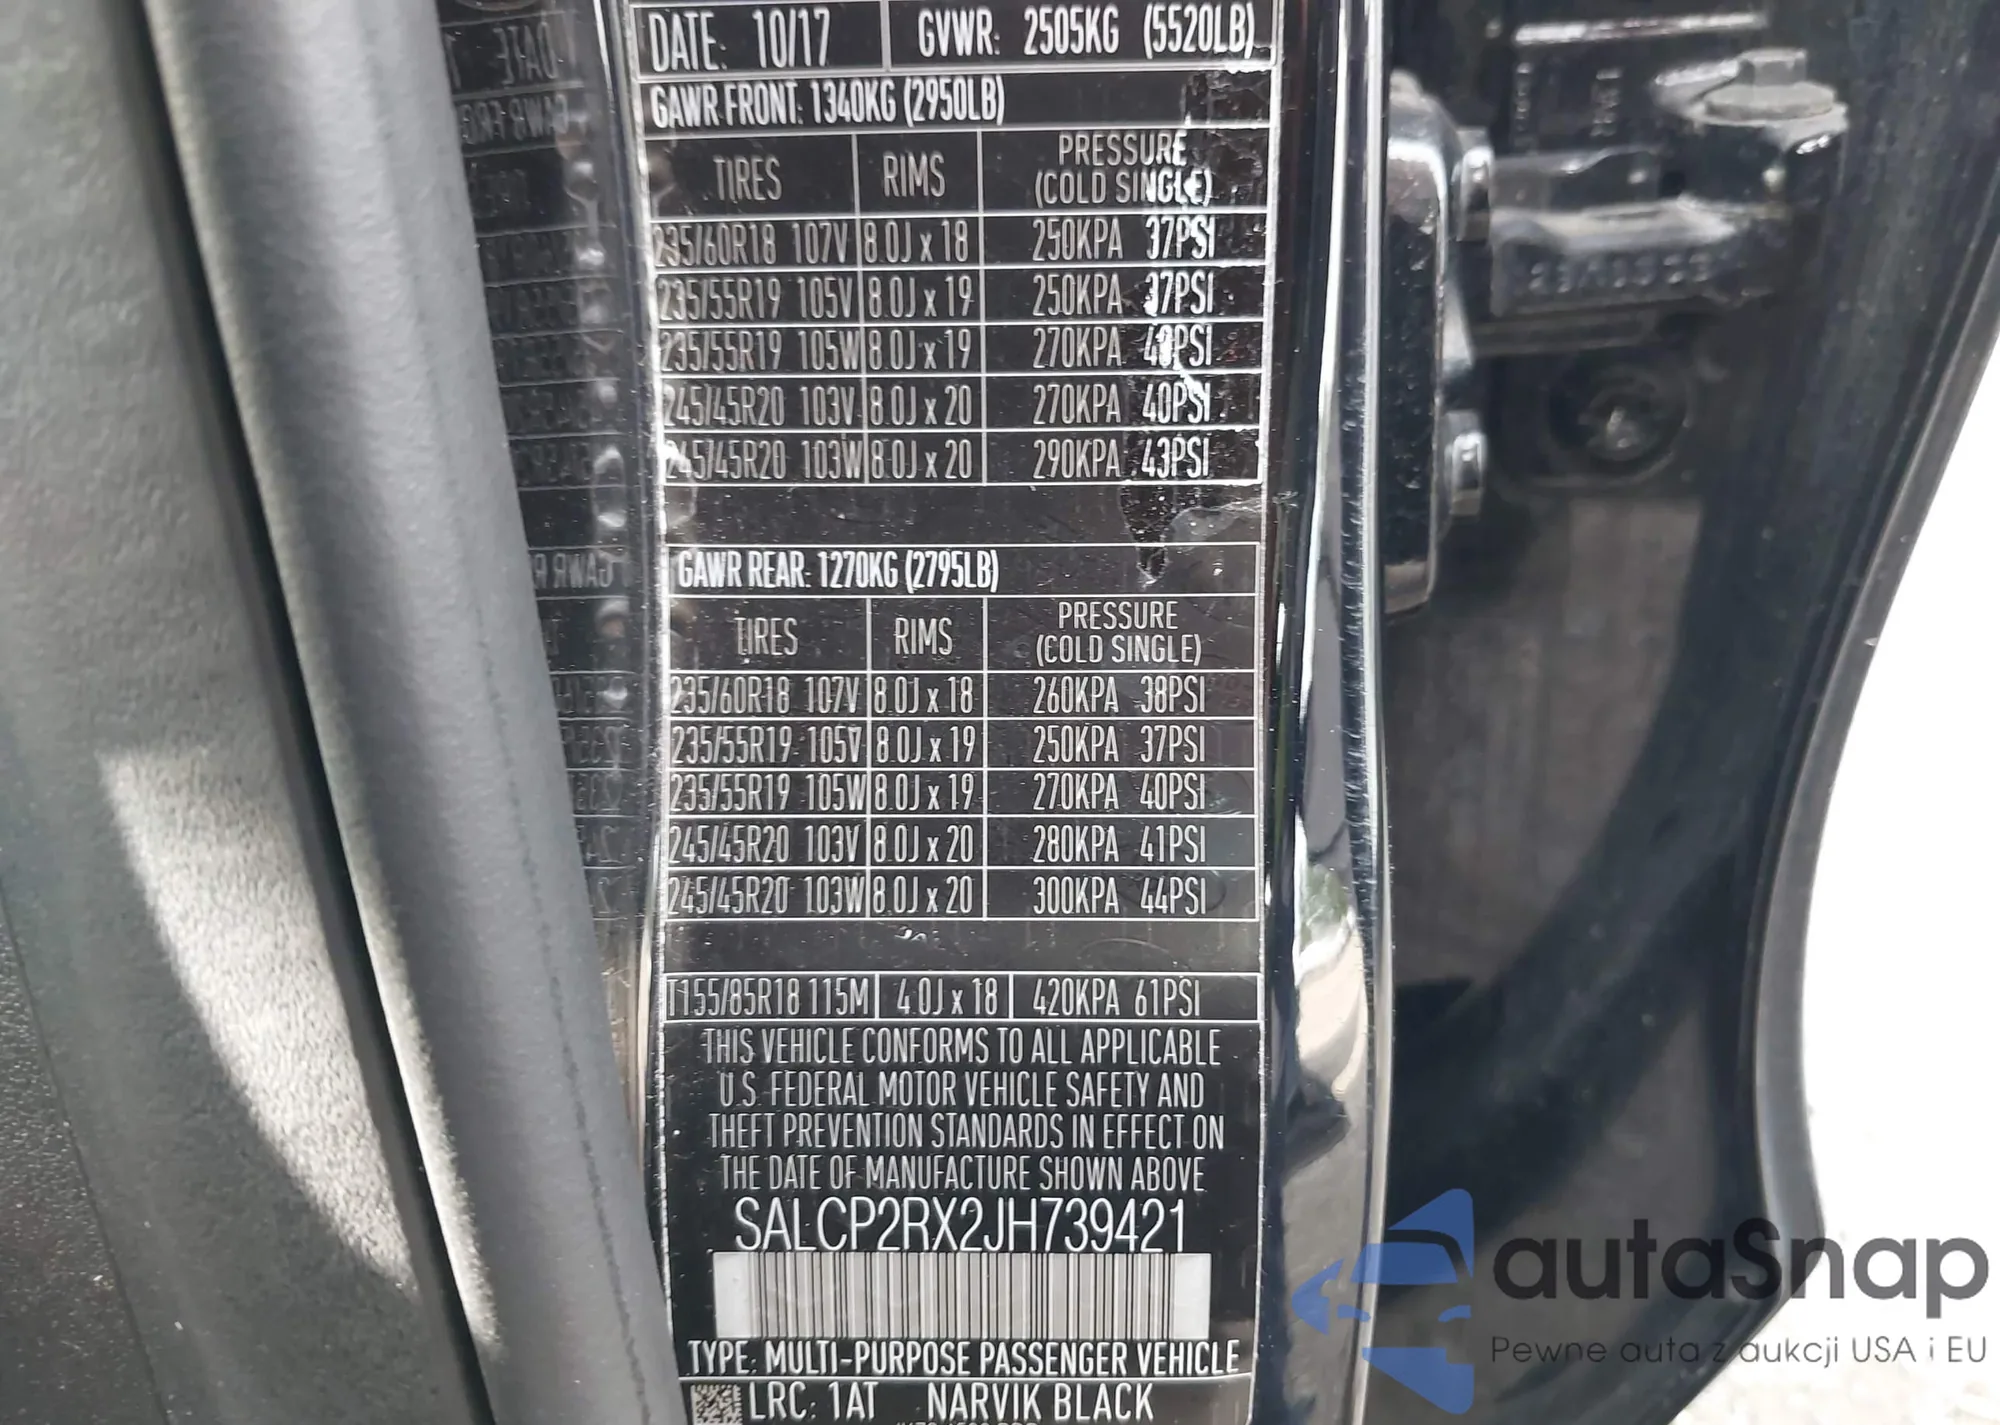 DATE: 10/17 GVWR: 2505KG (5520LB)
GAWR FRONT: 1340KG (2950LB)
TIRES RIMS PRESSURE (COLD SINGLE)
235/60R18 107V 8.0J x 18 250KPA 37PSI
235/55R19 105V 8.0J x 19 250KPA 37PSI
235/55R19 105W 8.0J x 19 270KPA 40PSI
245/45R20 103V 8.0J x 20 270KPA 40PSI
245/45R20 103W 8.0J x 20 290KPA 43PSI
GAWR REAR: 1270KG (2795LB)
TIRES RIMS PRESSURE (COLD SINGLE)
235/60R18 107V 8.0J x 18 260KPA 38PSI
235/55R19 105V 8.0J x 19 250KPA 37PSI
235/55R19 105W 8.0J x 19 270KPA 40PSI
245/45R20 103V 8.0J x 20 280KPA 41PSI
245/45R20 103W 8.0J x 20 300KPA 44PSI
T155/85R18 115M 4.0J x 18 420KPA 61PSI
THIS VEHICLE CONFORMS TO ALL APPLICABLE
U.S. FEDERAL MOTOR VEHICLE SAFETY AND
THEFT PREVENTION STANDARDS IN EFFECT ON
THE DATE OF MANUFACTURE SHOWN ABOVE
SALCP2RX2JH739421
TYPE: MULTI-PURPOSE PASSENGER VEHICLE
LRC: 1AT NARVIK BLACK
autoSnap
Pewne auta z aukcji USA i EU